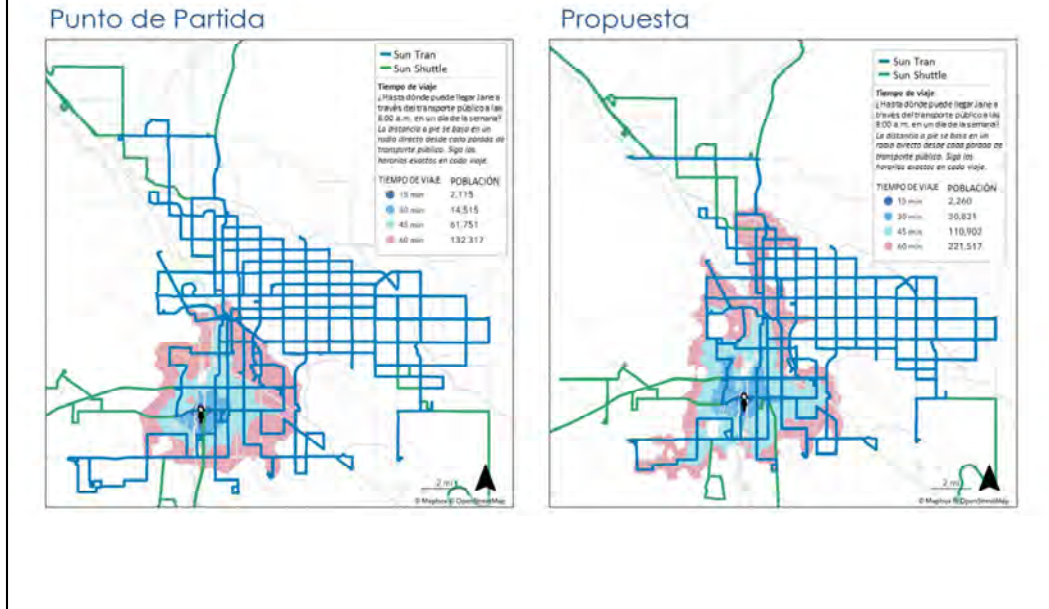 Punto de Partida
Sun Tran
Sun Shuttle
Tiempo de viaje
¿Hasta dónde puede llegar Jane a
través del transporte público a las
8:00 a.m. en un día de la semana?
La distancia a pie se basa en un
radio directo desde cada parada de
transporte público. Siga los
horarios exactos en cada viaje.
TIEMPO DE VIAJE POBLACIÓN
15 min 2,115
30 min 14,515
45 min 61,751
60 min 132,317
2 mi
© Mapbox © OpenStreetMap
Propuesta
Sun Tran
Sun Shuttle
Tiempo de viaje
¿Hasta dónde puede llegar Jane a
través del transporte público a las
8:00 a.m. en un día de la semana?
La distancia a pie se basa en un
radio directo desde cada parada de
transporte público. Siga los
horarios exactos en cada viaje.
TIEMPO DE VIAJE POBLACIÓN
15 min 2,260
30 min
45 min 110,902
60 min 221,517
2 mi
© Mapbox © OpenStreetMap